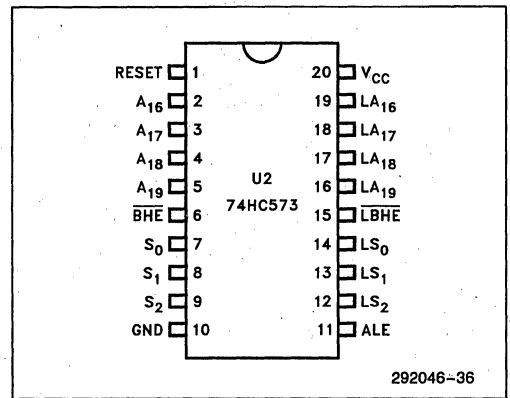 RESET 1 20 VCC
A16 2 19 LA16
A17 3 18 LA17
A18 4 17 LA18
A19 5 16 LA19
U2
74HC573
BHE 6 15 LBHE
S0 7 14 LS0
S1 8 13 LS1
S2 9 12 LS2
GND 10 11 ALE
292046-36